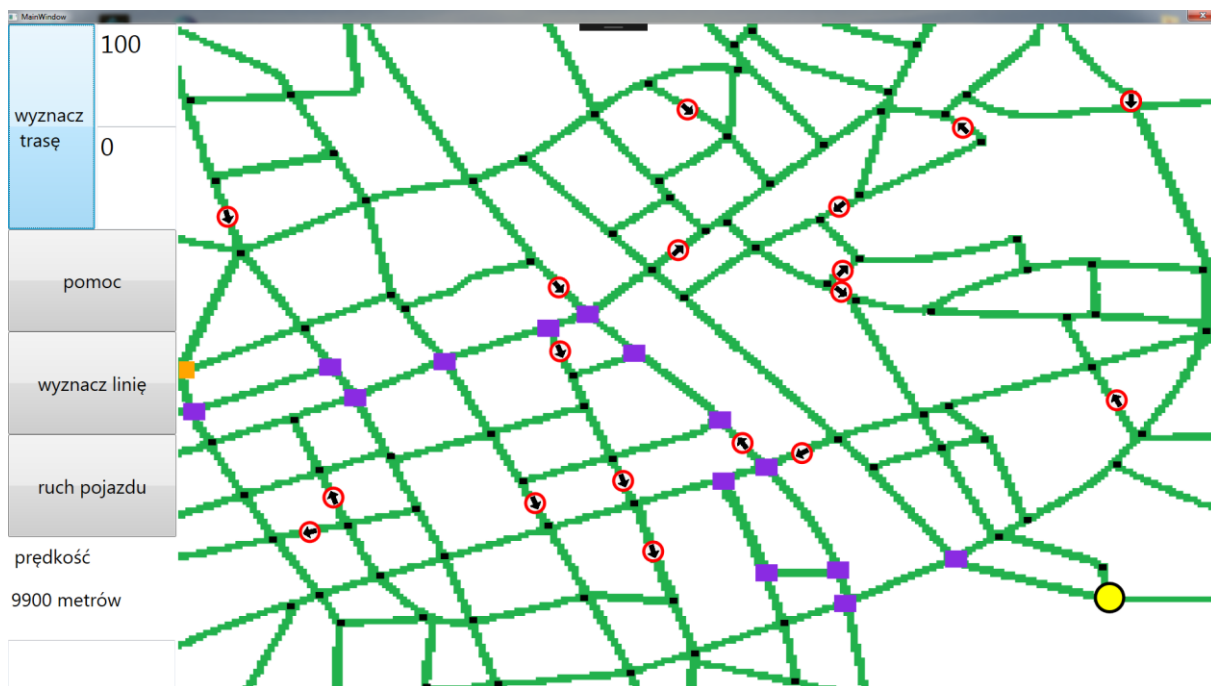 MainWindow
wyznacz
trasę
100
0
pomoc
wyznacz linię
ruch pojazdu
prędkość
9900 metrów